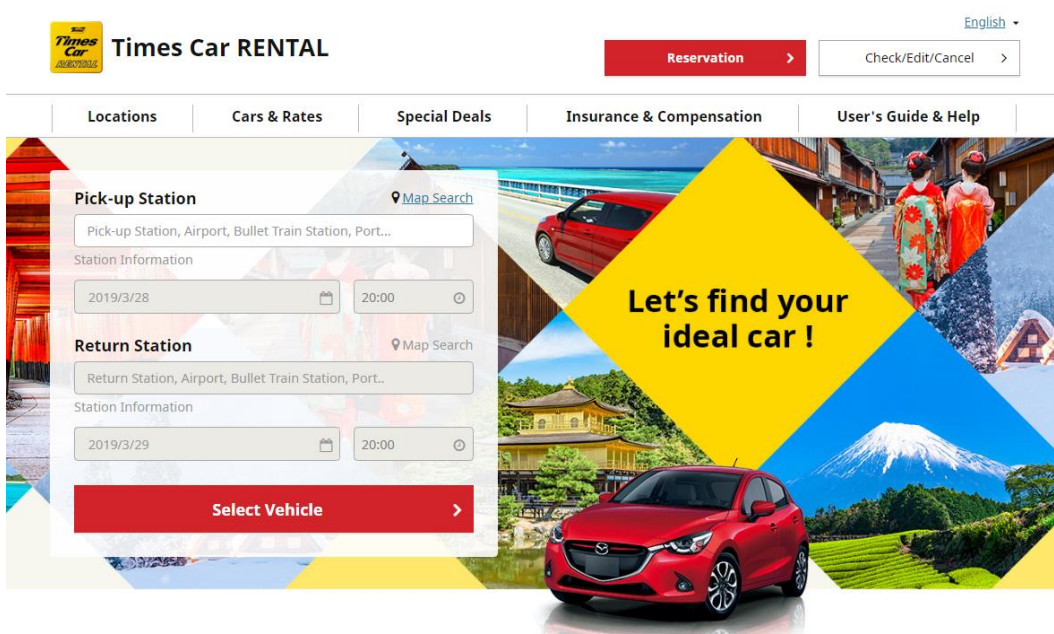 English
Times
Car
RENTAL
Times Car RENTAL
Reservation
Check/Edit/Cancel
Locations
Cars & Rates
Special Deals
Insurance & Compensation
User's Guide & Help
Pick-up Station
Map Search
Pick-up Station, Airport, Bullet Train Station, Port...
Station Information
2019/3/28
20:00
Return Station
Map Search
Return Station, Airport, Bullet Train Station, Port..
Station Information
2019/3/29
20:00
Select Vehicle
Let's find your
ideal car !